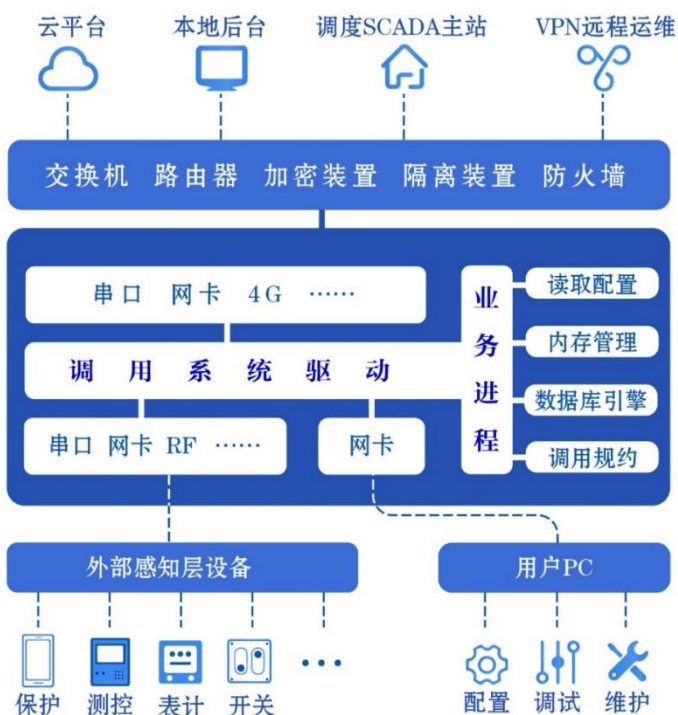 云平台 本地后台 调度SCADA主站 VPN远程运维
交换机 路由器 加密装置 隔离装置 防火墙
串口 网卡 4G ……
调用系统驱动
串口 网卡 RF ……
网卡
业务进程
读取配置
内存管理
数据库引擎
调用规约
外部感知层设备
用户PC
保护 测控 表计 开关
配置 调试 维护